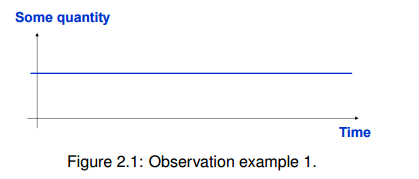 Some quantity
Time
Figure 2.1: Observation example 1.